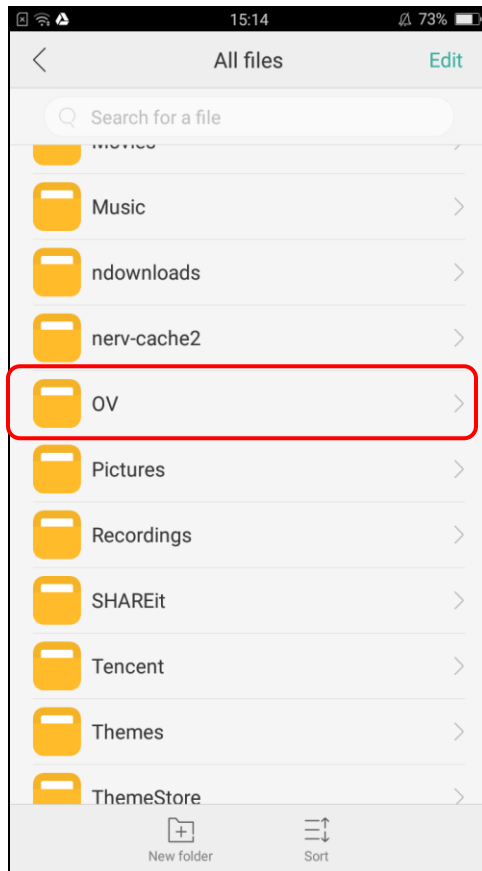 15:14
73%
All files
Edit
Search for a file
Movies
Music
ndownloads
nerv-cache2
OV
Pictures
Recordings
SHAREit
Tencent
Themes
ThemeStore
New folder
Sort